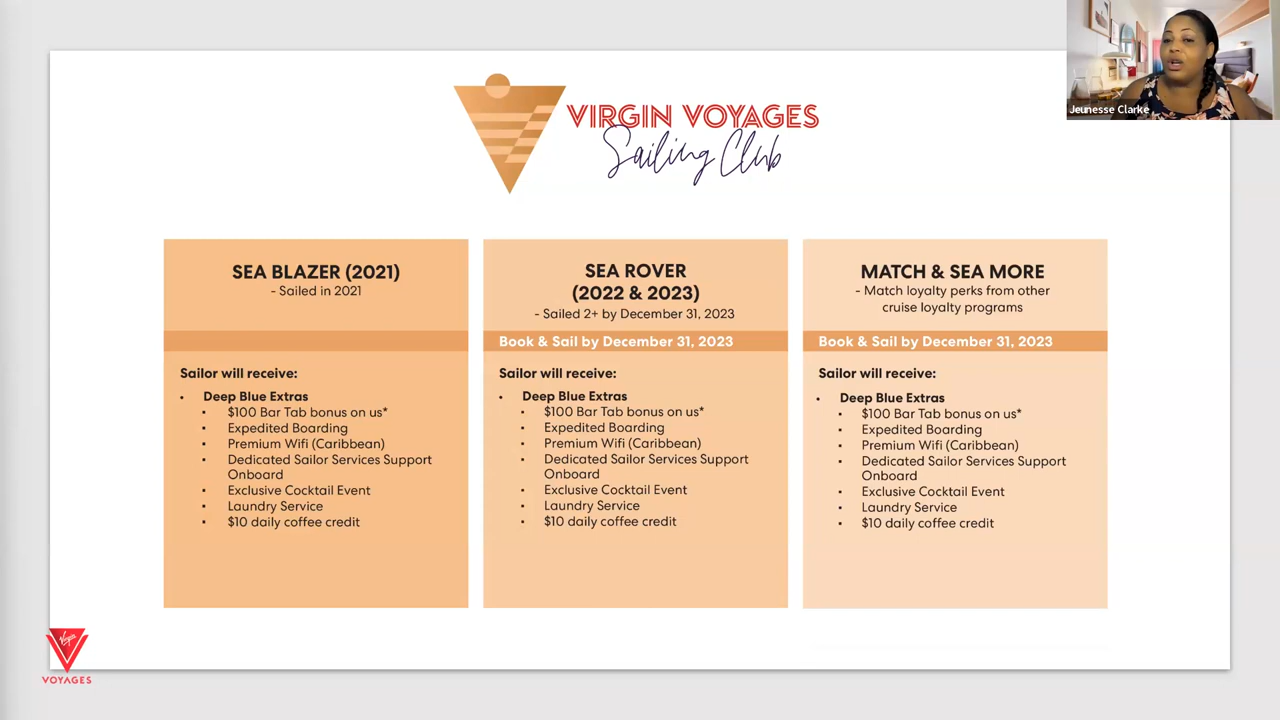 Jeunesse Clarke
VIRGIN VOYAGES
Sailing Club
SEA BLAZER (2021)
- Sailed in 2021
Sailor will receive:
• Deep Blue Extras
▪ $100 Bar Tab bonus on us*
▪ Expedited Boarding
▪ Premium Wifi (Caribbean)
▪ Dedicated Sailor Services Support
Onboard
▪ Exclusive Cocktail Event
▪ Laundry Service
▪ $10 daily coffee credit
SEA ROVER
(2022 & 2023)
- Sailed 2+ by December 31, 2023
Book & Sail by December 31, 2023
Sailor will receive:
• Deep Blue Extras
▪ $100 Bar Tab bonus on us*
▪ Expedited Boarding
▪ Premium Wifi (Caribbean)
▪ Dedicated Sailor Services Support
Onboard
▪ Exclusive Cocktail Event
▪ Laundry Service
▪ $10 daily coffee credit
MATCH & SEA MORE
- Match loyalty perks from other
cruise loyalty programs
Book & Sail by December 31, 2023
Sailor will receive:
• Deep Blue Extras
▪ $100 Bar Tab bonus on us*
▪ Expedited Boarding
▪ Premium Wifi (Caribbean)
▪ Dedicated Sailor Services Support
Onboard
▪ Exclusive Cocktail Event
▪ Laundry Service
▪ $10 daily coffee credit
Virgin
VOYAGES